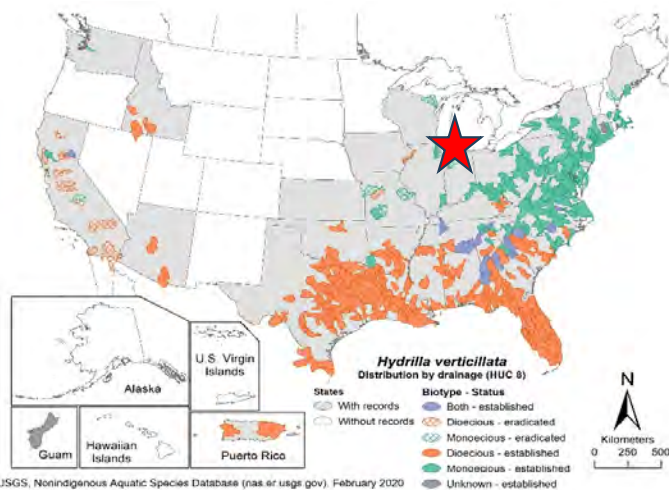 Alaska
U.S. Virgin
Islands
Guam
Hawaiian
Islands
Puerto Rico
Hydrilla verticillata
Distribution by drainage (HUC 8)
States
With records
Without records
Biotype - Status
Both - established
Dioecious - eradicated
Monoecious - eradicated
Dioecious - established
Monoecious - established
Unknown - established
N
Kilometers
0 250 500
USGS, Nonindigenous Aquatic Species Database (nas er usgs gov). February 2020